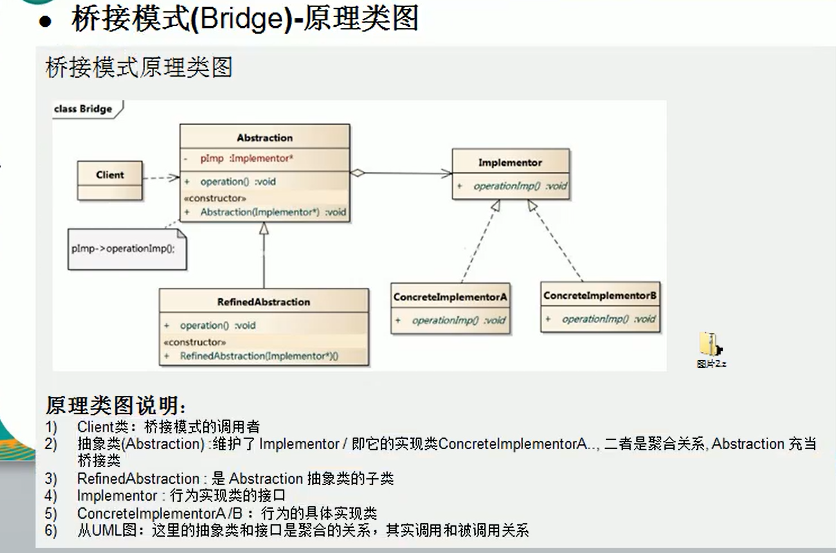 ● 桥接模式(Bridge)-原理类图
桥接模式原理类图
class Bridge
Client
Abstraction
- pImp :Implementor*
+ operation() :void
«constructor»
+ Abstraction(Implementor*) :void
Implementor
+ operationImp() :void
pImp->operationImp();
RefinedAbstraction
+ operation() :void
«constructor»
+ RefinedAbstraction(Implementor*)()
ConcreteImplementorA
+ operationImp() :void
ConcreteImplementorB
+ operationImp() :void
图片2.z
原理类图说明:
1) Client类：桥接模式的调用者
2) 抽象类(Abstraction) :维护了 Implementor / 即它的实现类ConcreteImplementorA.., 二者是聚合关系, Abstraction 充当
桥接类
3) RefinedAbstraction : 是 Abstraction 抽象类的子类
4) Implementor : 行为实现类的接口
5) ConcreteImplementorA /B ：行为的具体实现类
6) 从UML图：这里的抽象类和接口是聚合的关系，其实调用和被调用关系